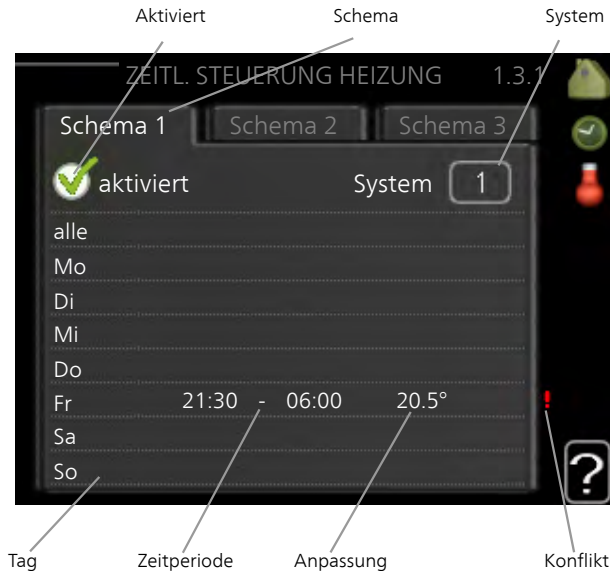 Aktiviert Schema System
ZEITL. STEUERUNG HEIZUNG 1.3.1
Schema 1 Schema 2 Schema 3
aktiviert System 1
alle
Mo
Di
Mi
Do
Fr 21:30 - 06:00 20.5° !
Sa
So
?
Tag Zeitperiode Anpassung Konflikt